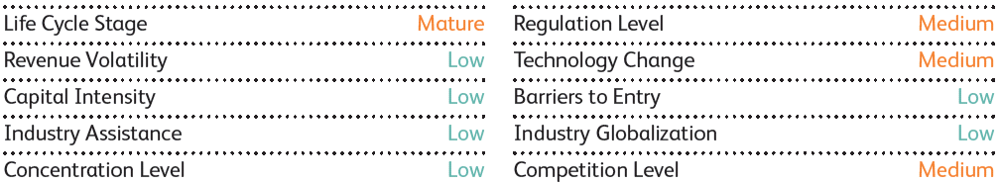 Life Cycle Stage Mature
Revenue Volatility Low
Capital Intensity Low
Industry Assistance Low
Concentration Level Low
Regulation Level Medium
Technology Change Medium
Barriers to Entry Low
Industry Globalization Low
Competition Level Medium